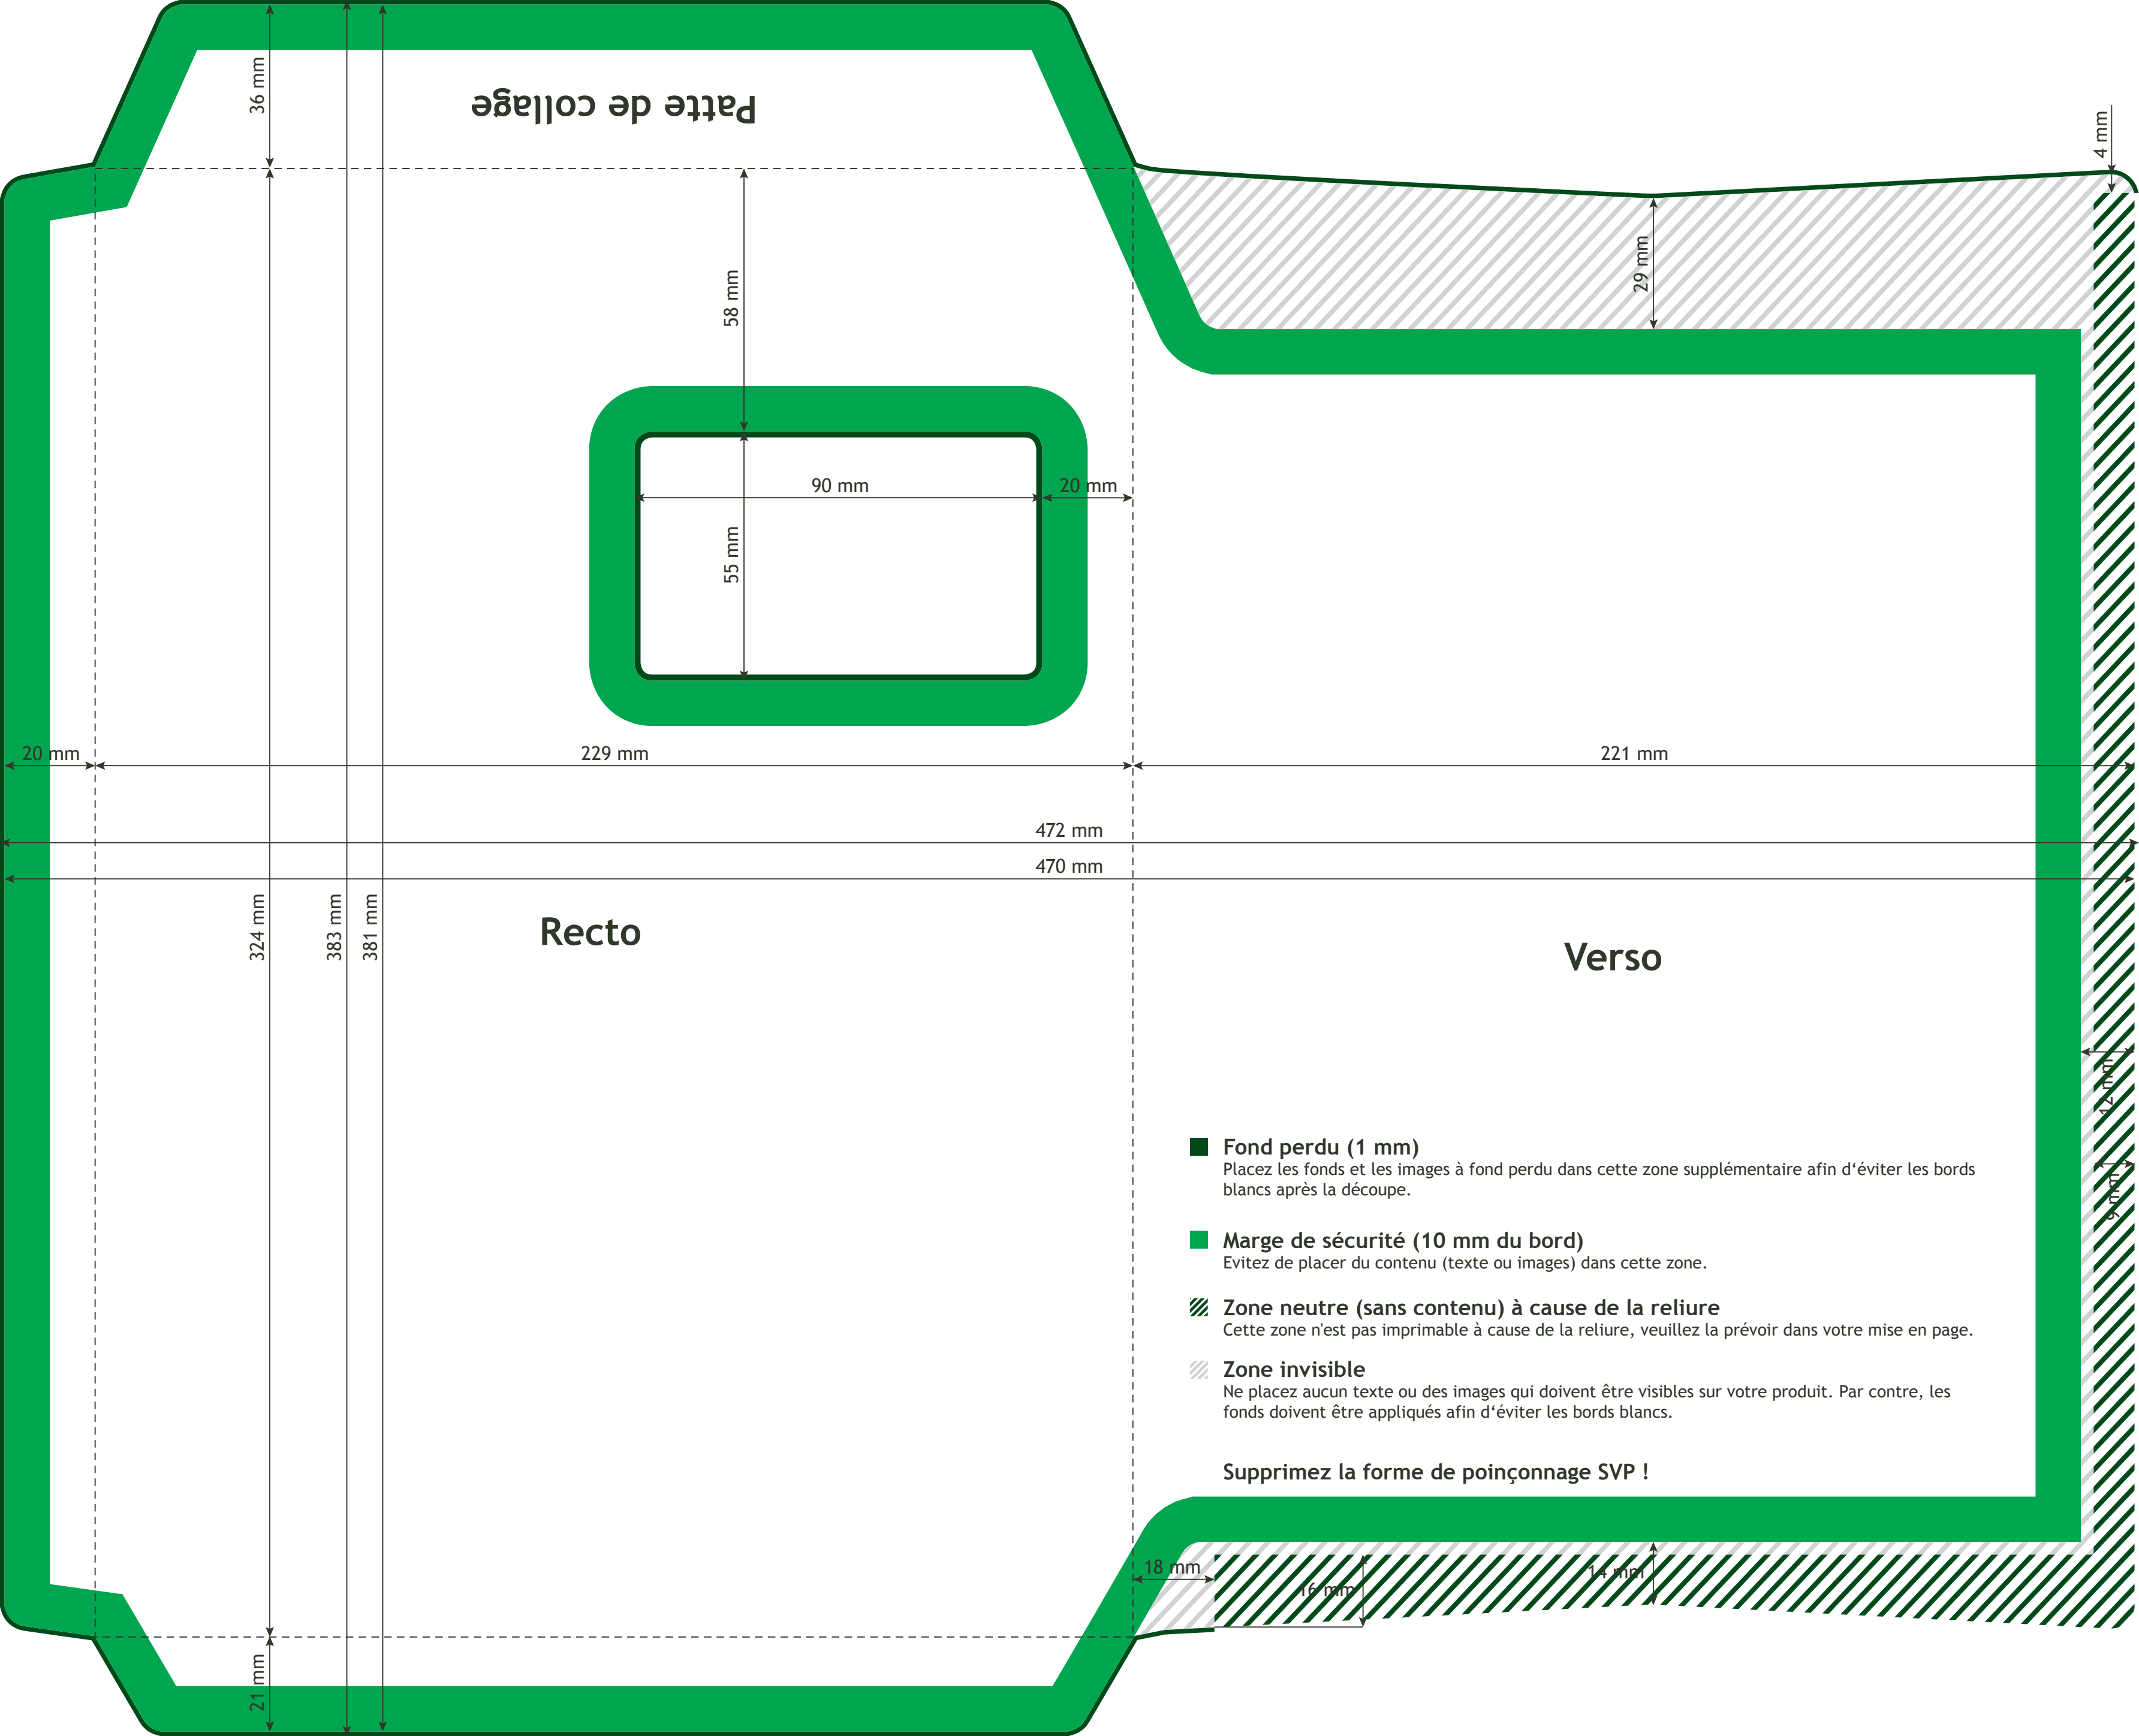 36 mm
Patte de collage
4 mm
29 mm
58 mm
90 mm
20 mm
55 mm
20 mm
229 mm
221 mm
472 mm
470 mm
324 mm
383 mm
381 mm
Recto
Verso
12 mm
9 mm
Fond perdu (1 mm)
Placez les fonds et les images à fond perdu dans cette zone supplémentaire afin d‘éviter les bords
blancs après la découpe.
Marge de sécurité (10 mm du bord)
Evitez de placer du contenu (texte ou images) dans cette zone.
Zone neutre (sans contenu) à cause de la reliure
Cette zone n'est pas imprimable à cause de la reliure, veuillez la prévoir dans votre mise en page.
Zone invisible
Ne placez aucun texte ou des images qui doivent être visibles sur votre produit. Par contre, les
fonds doivent être appliqués afin d‘éviter les bords blancs.
Supprimez la forme de poinçonnage SVP !
18 mm
16 mm
14 mm
21 mm